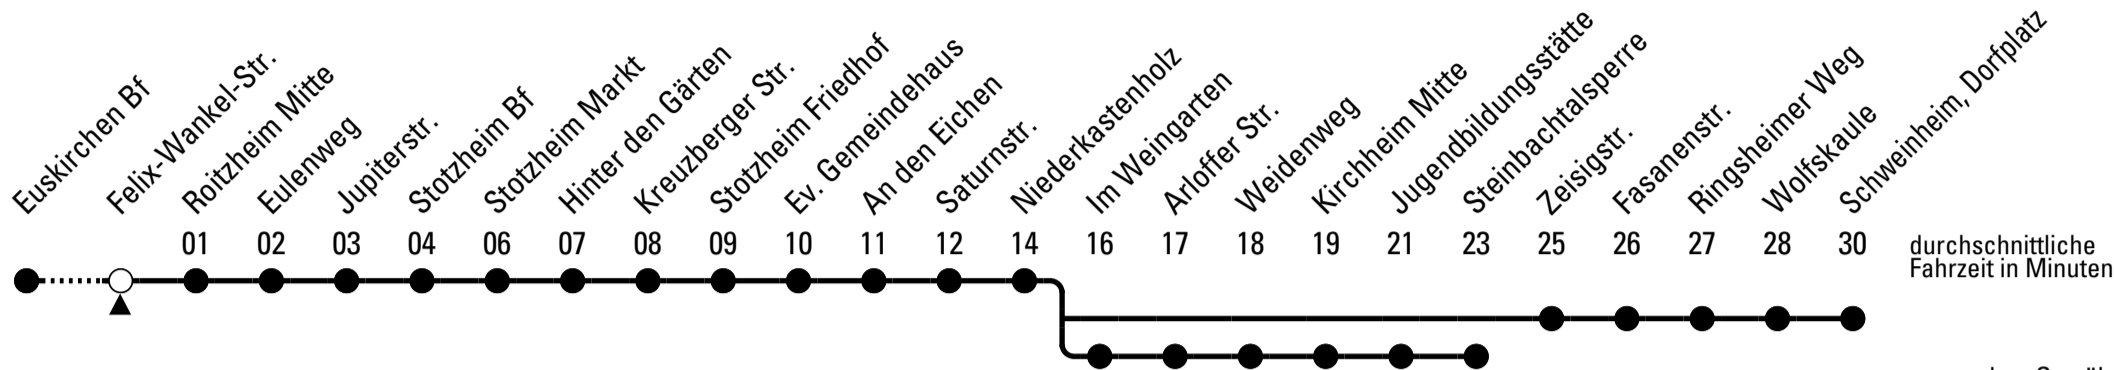 Euskirchen Bf
Felix-Wankel-Str.
Roitzheim Mitte
Eulenweg
Jupiterstr.
Stotzheim Bf
Stotzheim Markt
Hinter den Gärten
Kreuzberger Str.
Stotzheim Friedhof
Ev. Gemeindehaus
An den Eichen
Saturnstr.
Niederkastenholz
Im Weingarten
Arloffer Str.
Weidenweg
Kirchheim Mitte
Jugendbildungsstätte
Steinbachtalsperre
Zeisigstr.
Fasanenstr.
Ringsheimer Weg
Wolfskaule
Schweinheim, Dorfplatz
01 02 03 04 06 07 08 09 10 11 12 14 16 17 18 19 21 23 25 26 27 28 30
durchschnittliche
Fahrzeit in Minuten